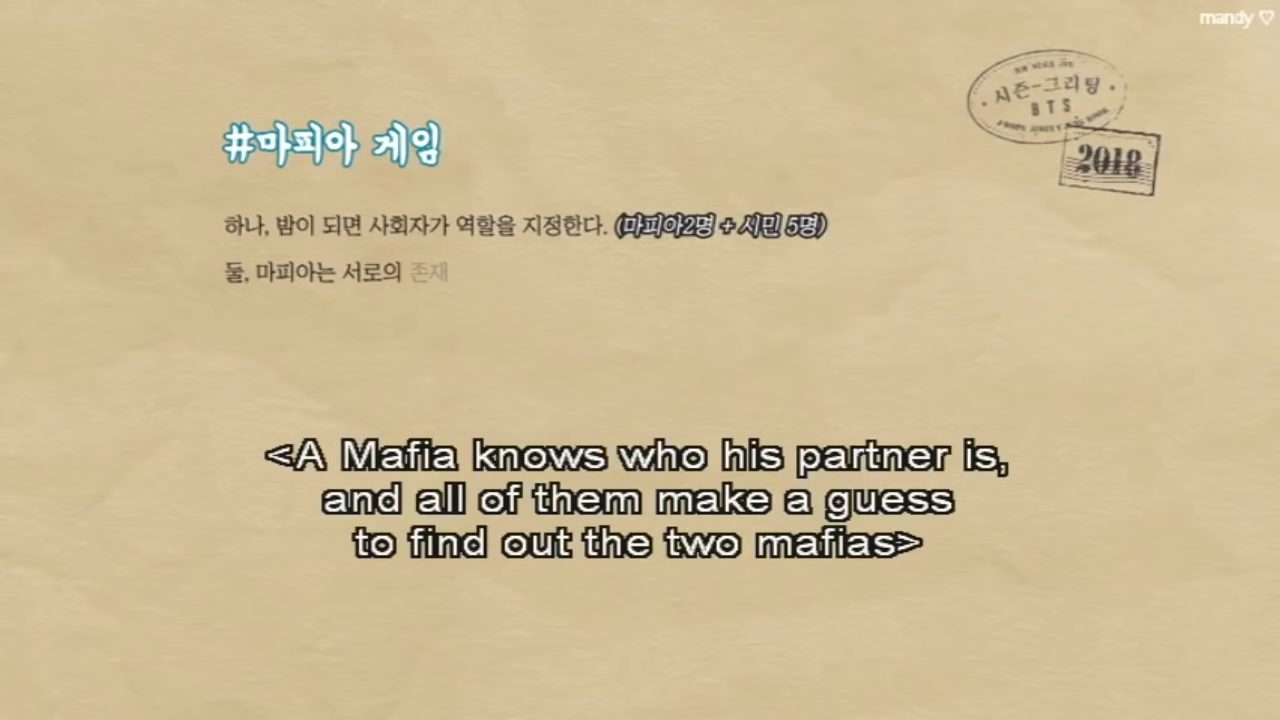 mandy ♡
시즌-그리팅
BTS
2018
#마피아 게임
하나, 밤이 되면 사회자가 역할을 지정한다. (마피아2명 + 시민 5명)
둘, 마피아는 서로의 존재
<A Mafia knows who his partner is,
and all of them make a guess
to find out the two mafias>